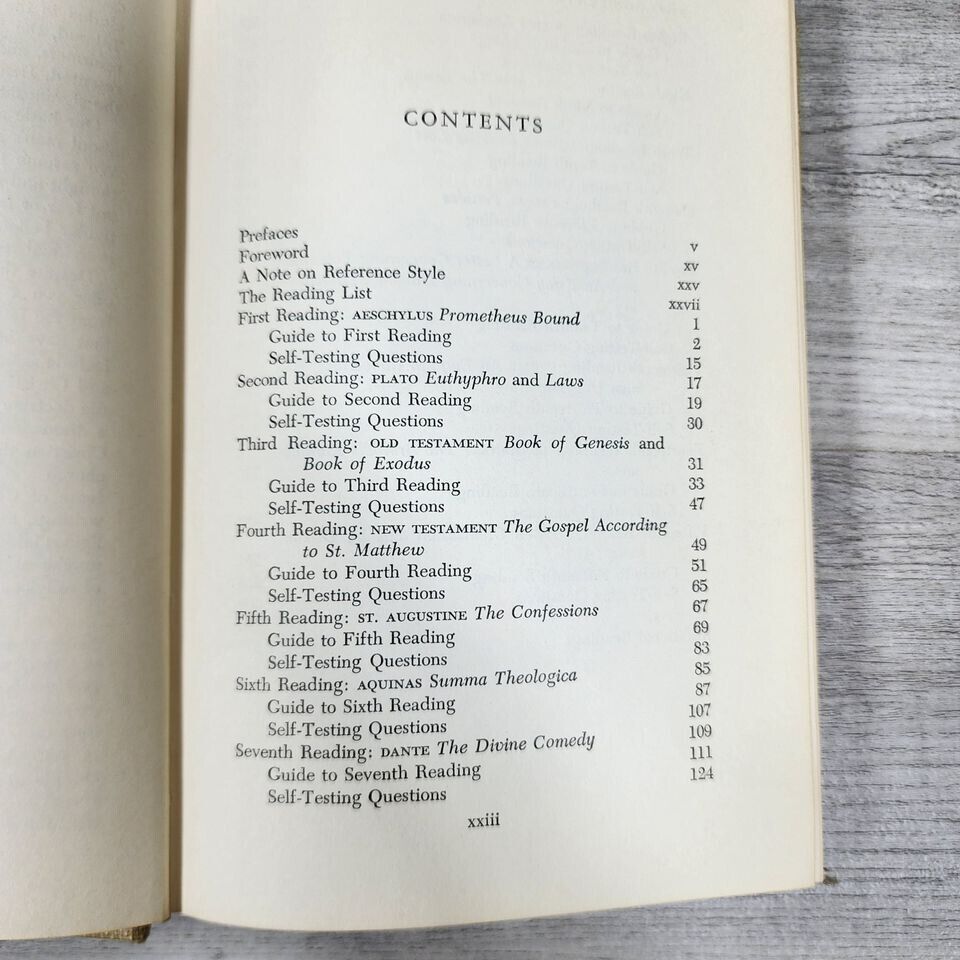 CONTENTS
Prefaces v
Foreword xv
A Note on Reference Style xxv
The Reading List xxvii
First Reading: AESCHYLUS Prometheus Bound 1
Guide to First Reading 2
Self-Testing Questions 15
Second Reading: PLATO Euthyphro and Laws 17
Guide to Second Reading 19
Self-Testing Questions 30
Third Reading: OLD TESTAMENT Book of Genesis and
Book of Exodus 31
Guide to Third Reading 33
Self-Testing Questions 47
Fourth Reading: NEW TESTAMENT The Gospel According
to St. Matthew 49
Guide to Fourth Reading 51
Self-Testing Questions 65
Fifth Reading: ST. AUGUSTINE The Confessions 67
Guide to Fifth Reading 69
Self-Testing Questions 83
Sixth Reading: AQUINAS Summa Theologica 85
Guide to Sixth Reading 87
Self-Testing Questions 107
Seventh Reading: DANTE The Divine Comedy 109
Guide to Seventh Reading 111
Self-Testing Questions 124
xxiii